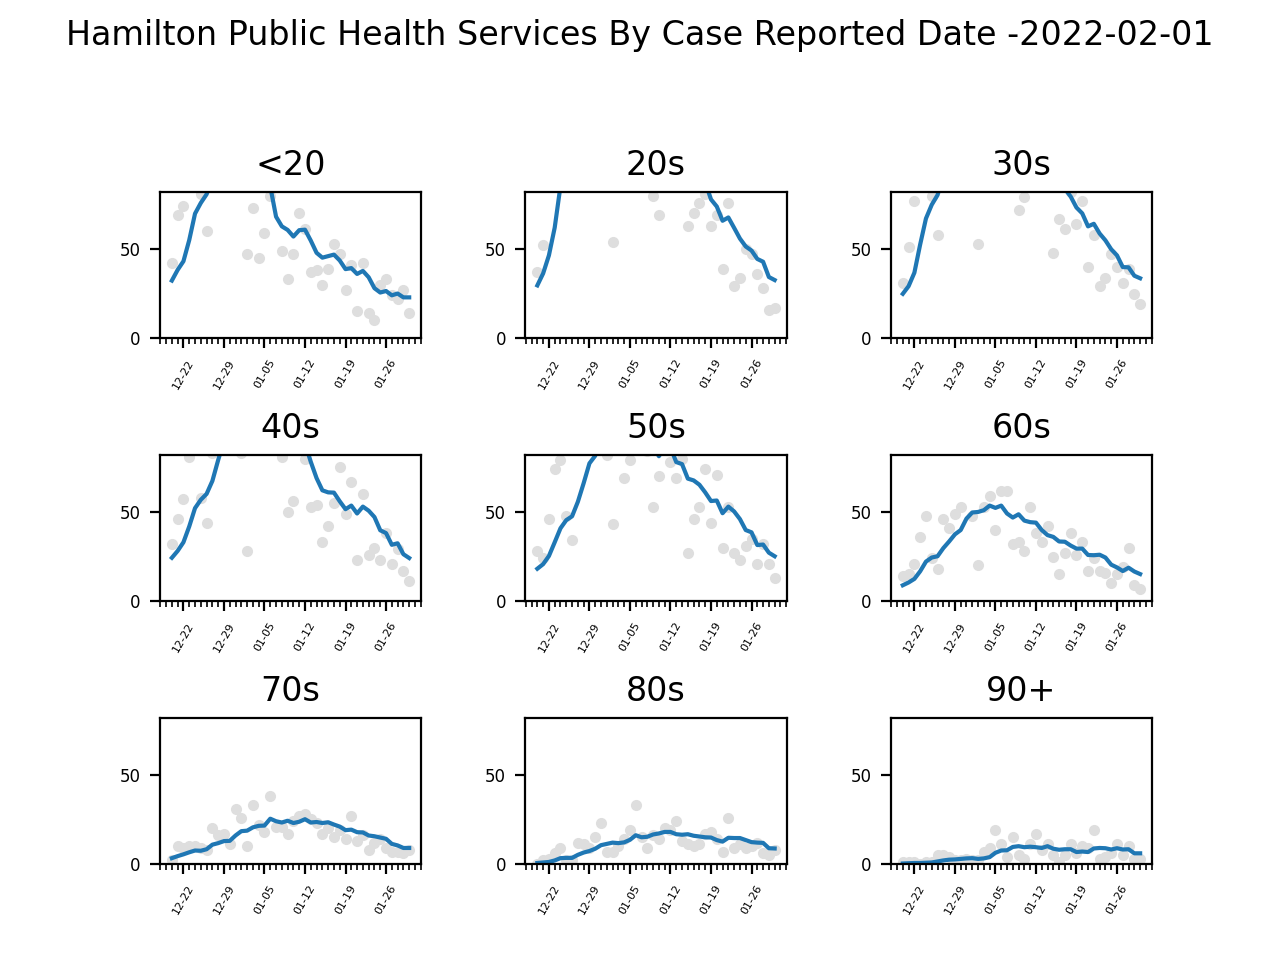 Hamilton Public Health Services By Case Reported Date -2022-02-01
<20 20s 30s
50 50 50
0 0 0
12-22 12-29 01-05 01-12 01-19 01-26 12-22 12-29 01-05 01-12 01-19 01-26 12-22 12-29 01-05 01-12 01-19 01-26
40s 50s 60s
50 50 50
0 0 0
12-22 12-29 01-05 01-12 01-19 01-26 12-22 12-29 01-05 01-12 01-19 01-26 12-22 12-29 01-05 01-12 01-19 01-26
70s 80s 90+
50 50 50
0 0 0
12-22 12-29 01-05 01-12 01-19 01-26 12-22 12-29 01-05 01-12 01-19 01-26 12-22 12-29 01-05 01-12 01-19 01-26